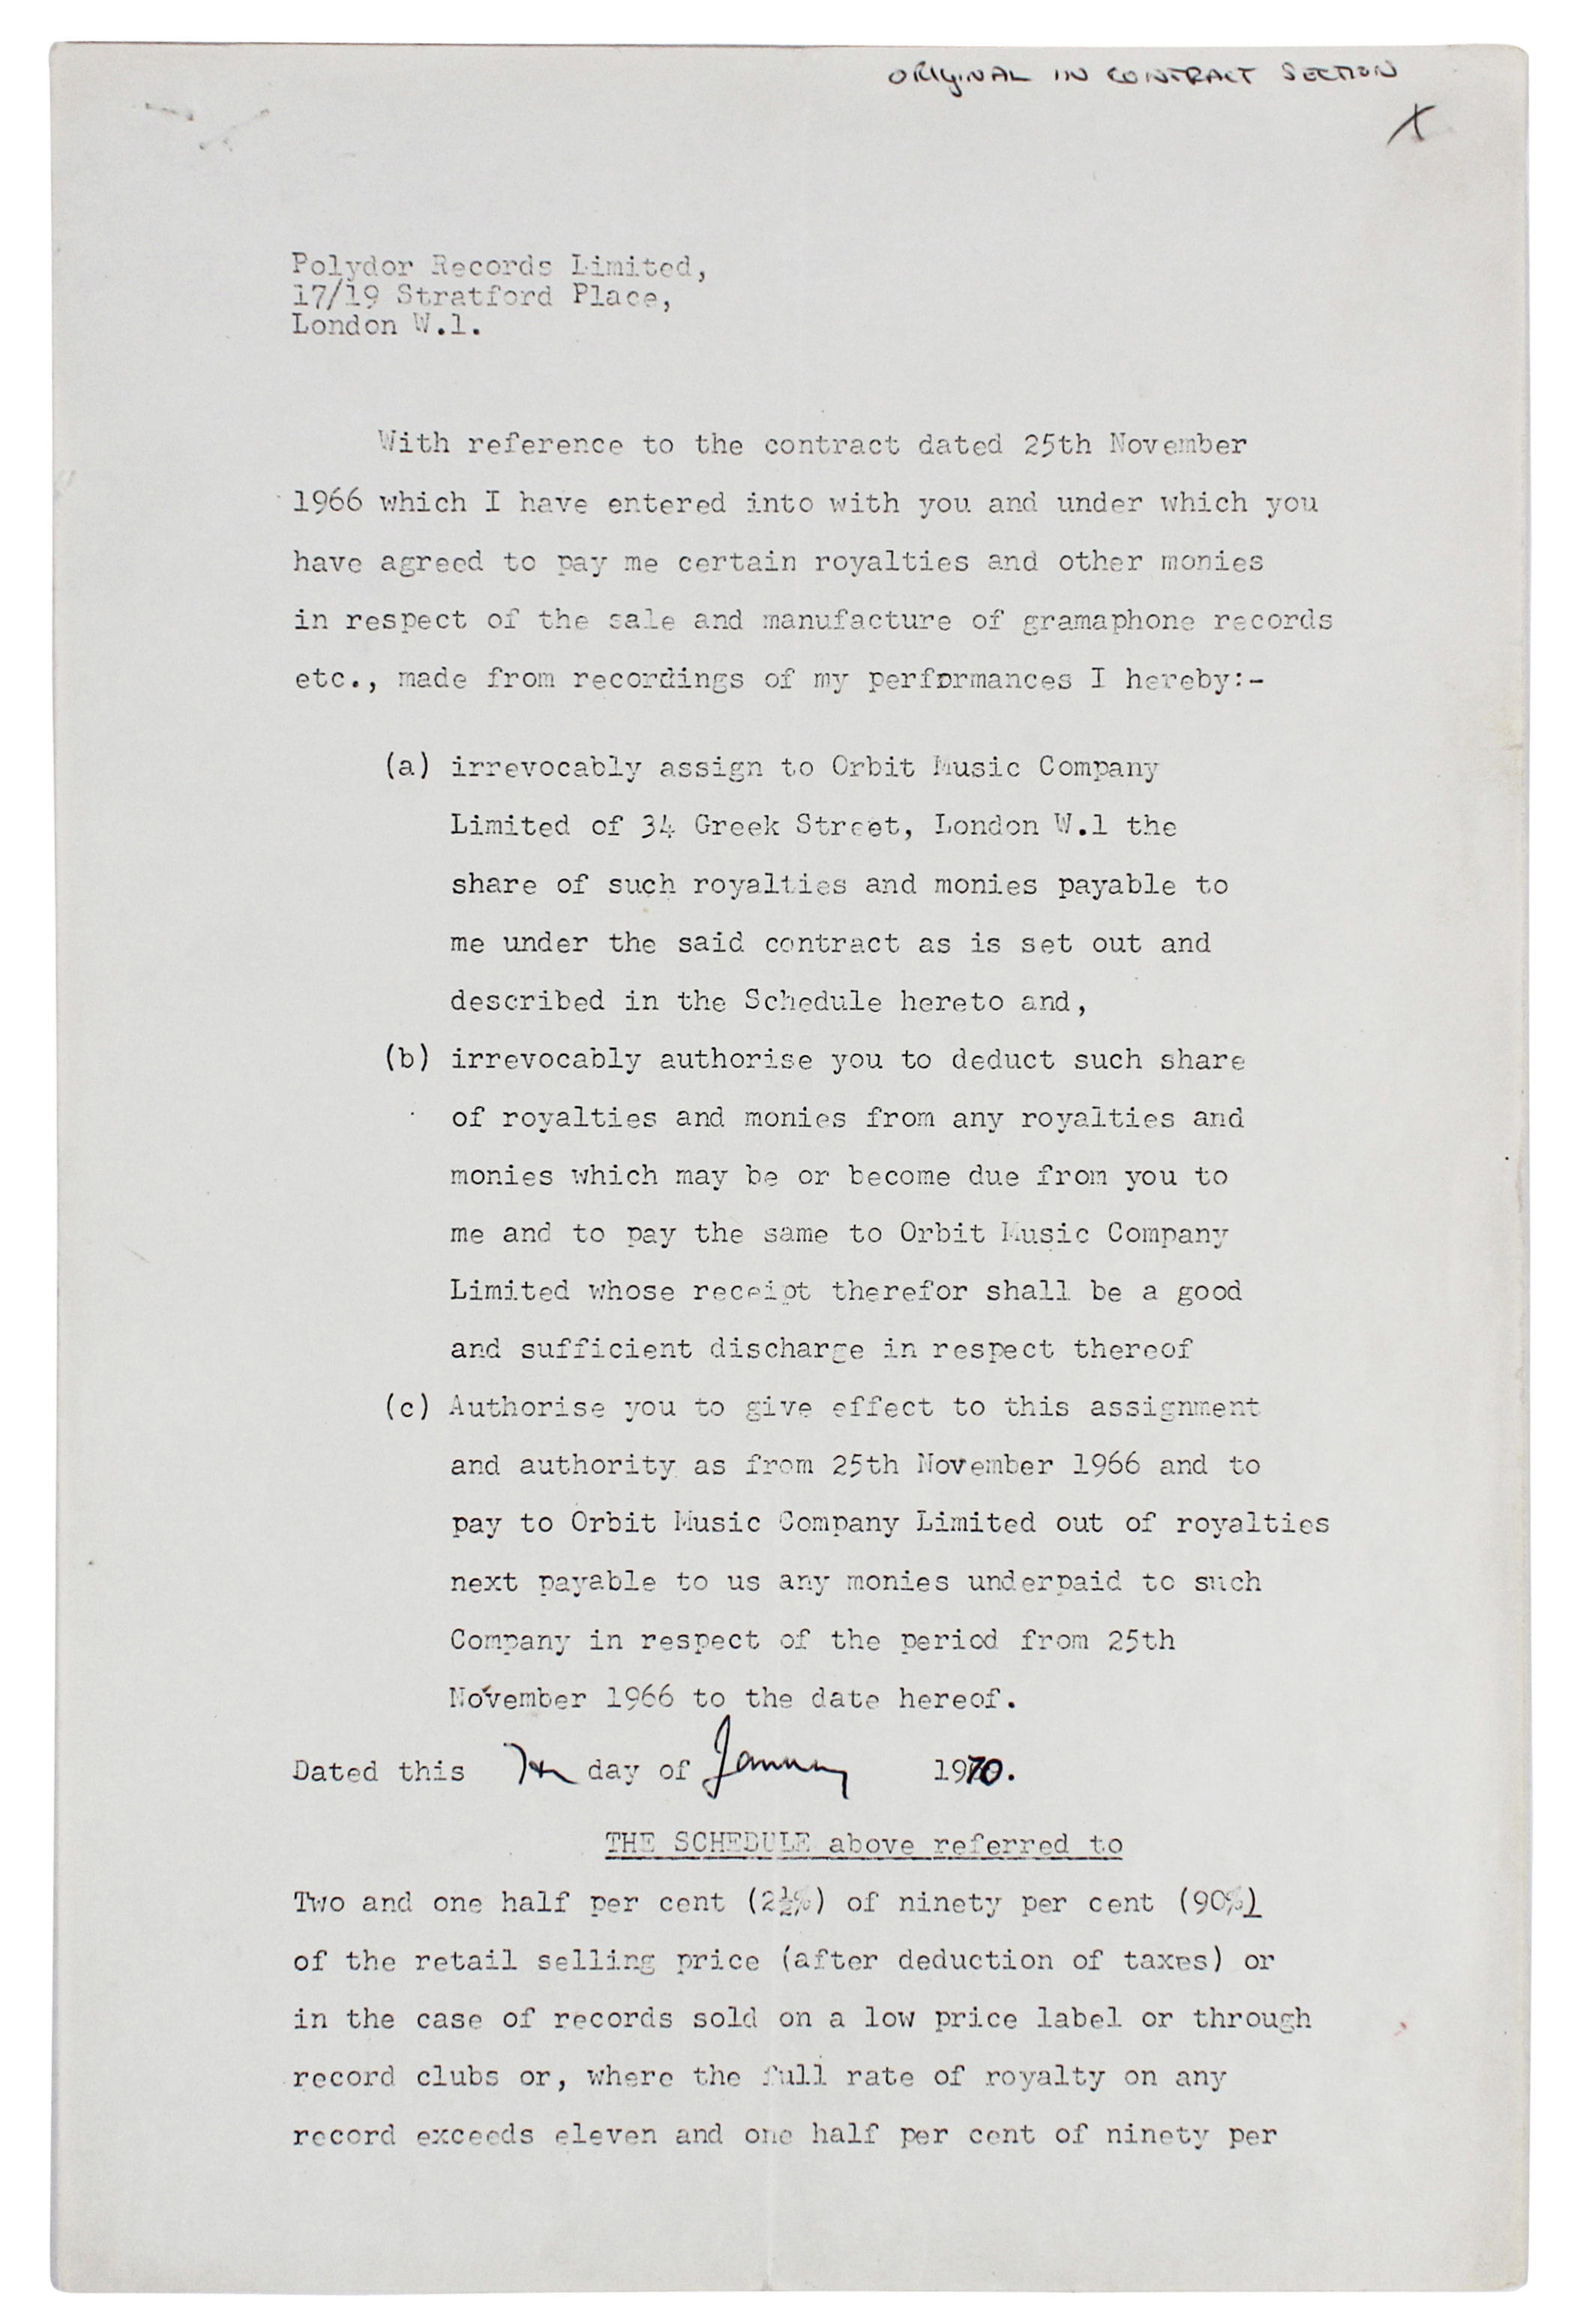 ORIGINAL IN CONTRACT SECTION
X
Polydor Records Limited,
17/19 Stratford Place,
London W.1.
With reference to the contract dated 25th November
1966 which I have entered into with you and under which you
have agreed to pay me certain royalties and other monies
in respect of the sale and manufacture of gramaphone records
etc., made from recordings of my performances I hereby:-
(a) irrevocably assign to Orbit Music Company
Limited of 34 Greek Street, London W.1 the
share of such royalties and monies payable to
me under the said contract as is set out and
described in the Schedule hereto and,
(b) irrevocably authorise you to deduct such share
of royalties and monies from any royalties and
monies which may be or become due from you to
me and to pay the same to Orbit Music Company
Limited whose receipt therefor shall be a good
and sufficient discharge in respect thereof
(c) Authorise you to give effect to this assignment
and authority as from 25th November 1966 and to
pay to Orbit Music Company Limited out of royalties
next payable to us any monies underpaid to such
Company in respect of the period from 25th
November 1966 to the date hereof.
Dated this 7th day of January 1970.
THE SCHEDULE above referred to
Two and one half per cent (2½%) of ninety per cent (90%)
of the retail selling price (after deduction of taxes) or
in the case of records sold on a low price label or through
record clubs or, where the full rate of royalty on any
record exceeds eleven and one half per cent of ninety per